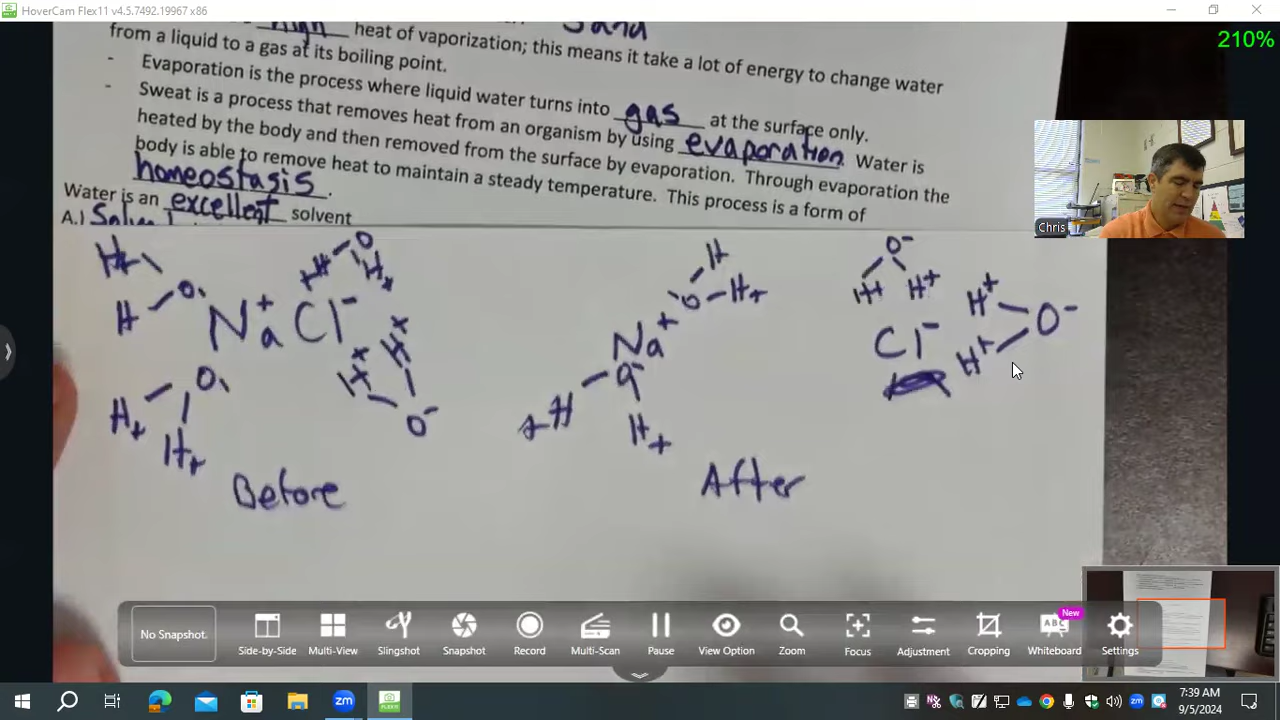 HoverCam Flex11 v4.5.7492.19967 x86
210%
high heat of vaporization; this means it take a lot of energy to change water
from a liquid to a gas at its boiling point.
- Evaporation is the process where liquid water turns into gas at the surface only.
- Sweat is a process that removes heat from an organism by using evaporation. Water is
heated by the body and then removed from the surface by evaporation. Through evaporation the
body is able to remove heat to maintain a steady temperature. This process is a form of
homeostasis.
Water is an excellent solvent
Chris
H+ H O- Na+ Cl- H+ O H+
H+ H+ O- H+ H+ O-
Before
Na+ O- H H+
O- +H H+
After
O- H+ H+
Cl- H+ H+ O-
No Snapshot.
Side-by-Side
Multi-View
Slingshot
Snapshot
Record
Multi-Scan
Pause
View Option
Zoom
Focus
Adjustment
Cropping
New
ABC
Whiteboard
Settings
zm
FLEX11
7:39 AM
9/5/2024